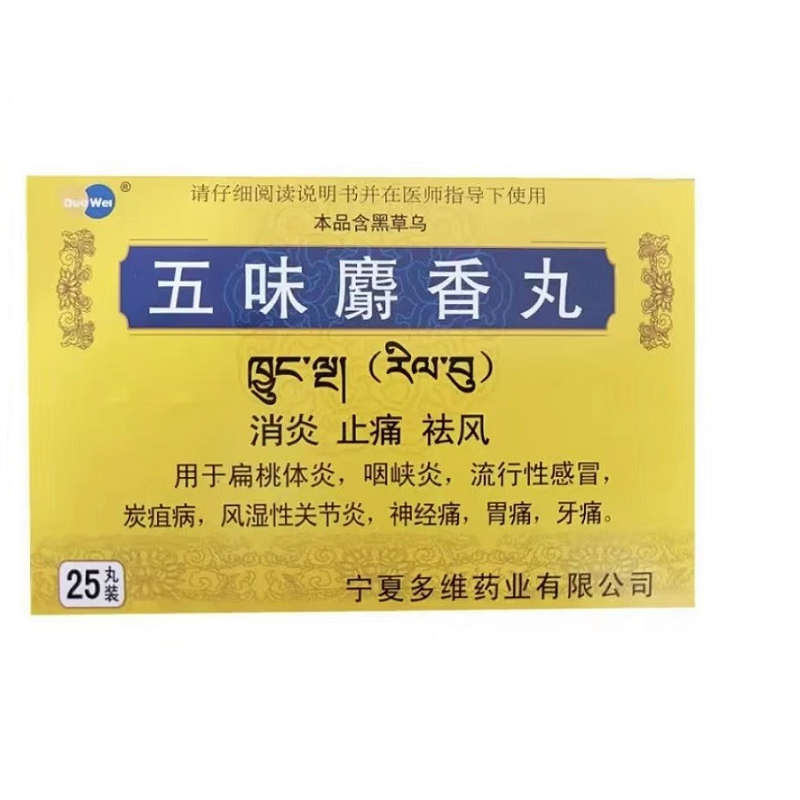 DuoWei®
请仔细阅读说明书并在医师指导下使用
本品含黑草乌
五味麝香丸
ཁྱུང་ལྔ། (རིལ་བུ)
消炎 止痛 祛风
用于扁桃体炎，咽峡炎，流行性感冒，
炭疽病，风湿性关节炎，神经痛，胃痛，牙痛。
25丸装
宁夏多维药业有限公司